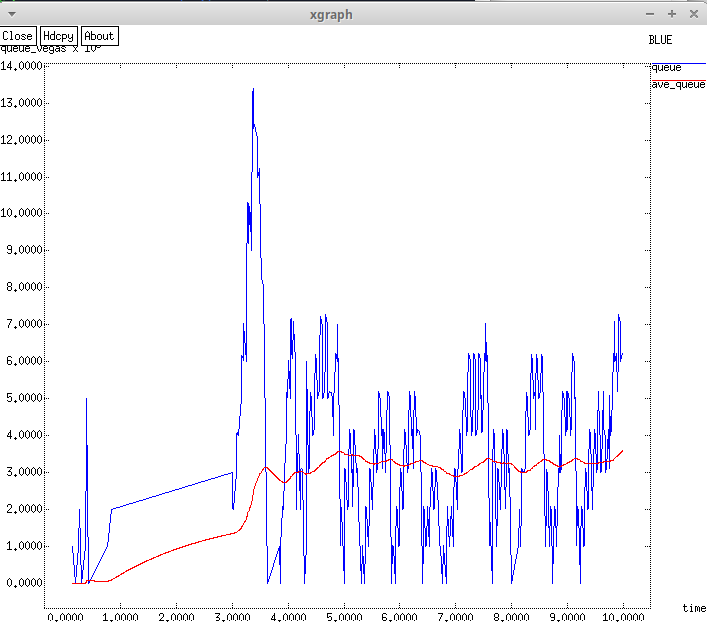 xgraph
Close Hdcpy About
queue_vegas x 10
BLUE
queue
ave_queue
14.0000
13.0000
12.0000
11.0000
10.0000
9.0000
8.0000
7.0000
6.0000
5.0000
4.0000
3.0000
2.0000
1.0000
0.0000
time
0.0000 1.0000 2.0000 3.0000 4.0000 5.0000 6.0000 7.0000 8.0000 9.0000 10.0000